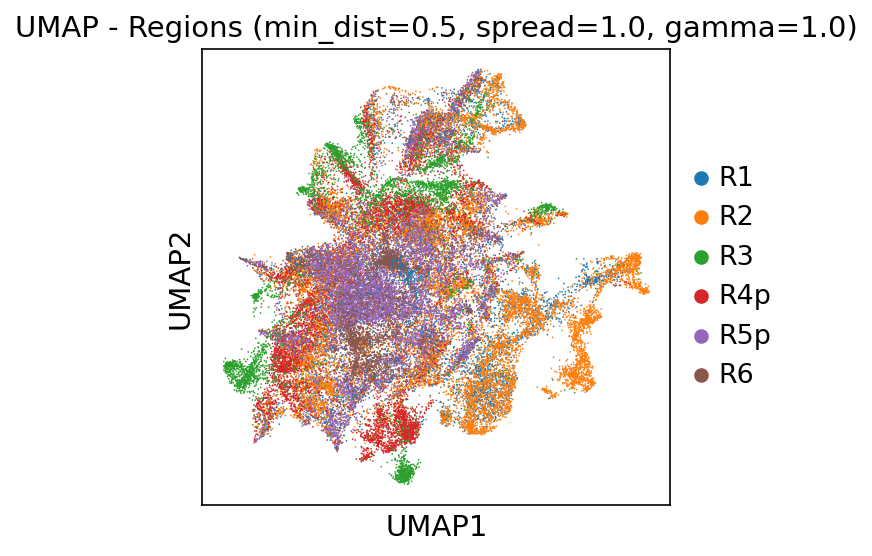 UMAP - Regions (min_dist=0.5, spread=1.0, gamma=1.0)
UMAP2
R1
R2
R3
R4p
R5p
R6
UMAP1